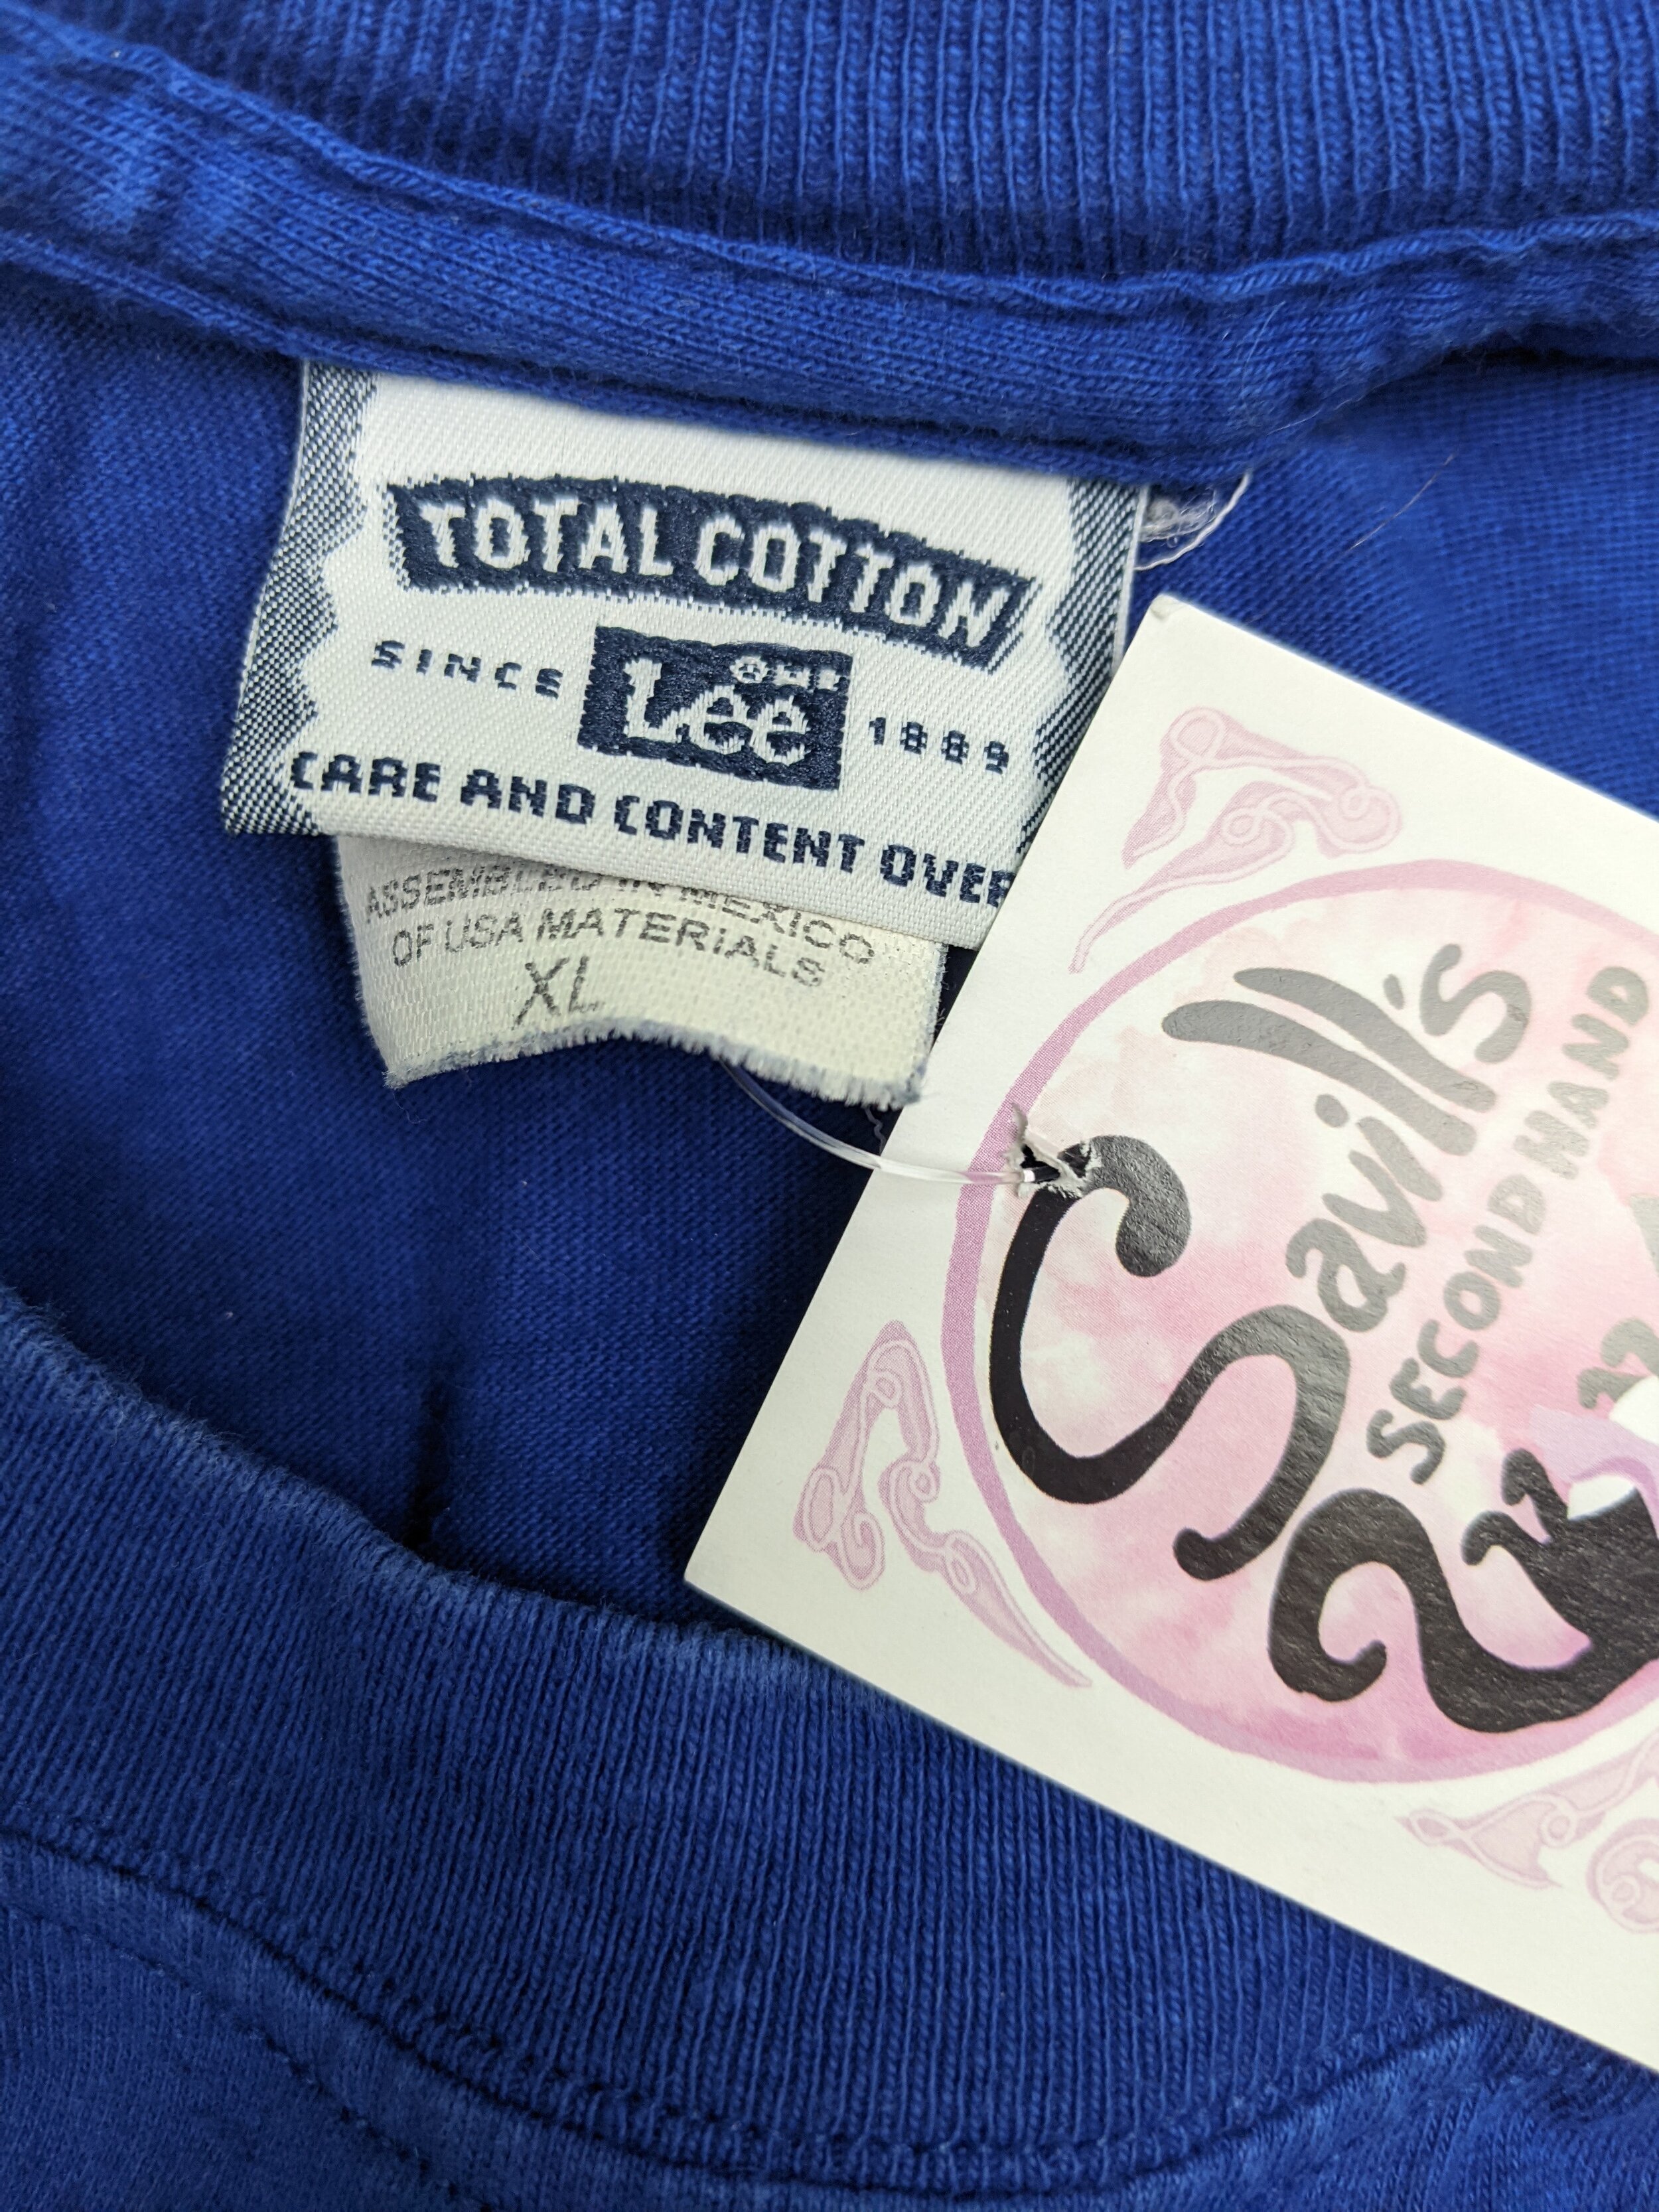 TOTAL COTTON
SINCE Lee 1889
CARE AND CONTENT OVER
ASSEMBLED IN MEXICO
OF USA MATERIALS
XL
Savill's
SECOND HAND